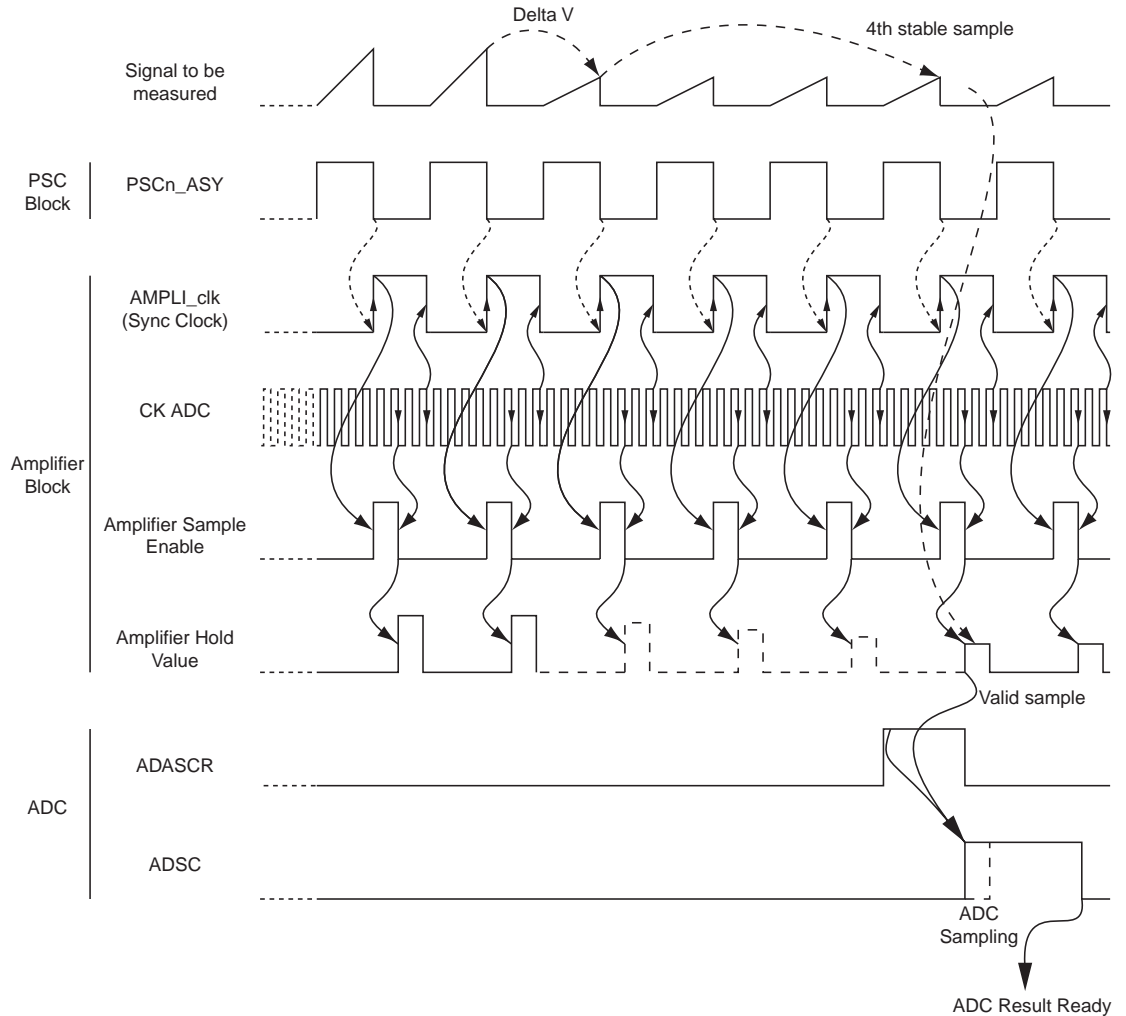 Delta V
4th stable sample
Signal to be
measured
PSC
Block
PSCn_ASY
AMPLI_clk
(Sync Clock)
CK ADC
Amplifier
Block
Amplifier Sample
Enable
Amplifier Hold
Value
Valid sample
ADASCR
ADC
ADSC
ADC
Sampling
ADC Result Ready